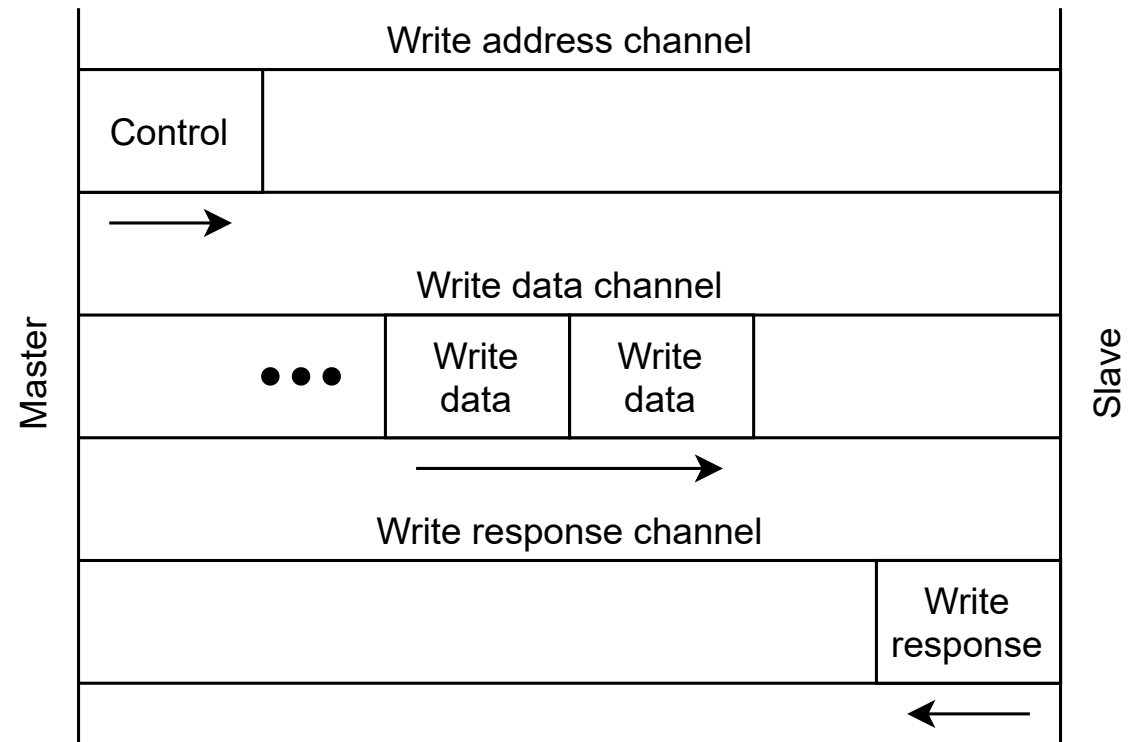 Write address channel
Control
Write data channel
Master
Write
data
Write
data
Slave
Write response channel
Write
response